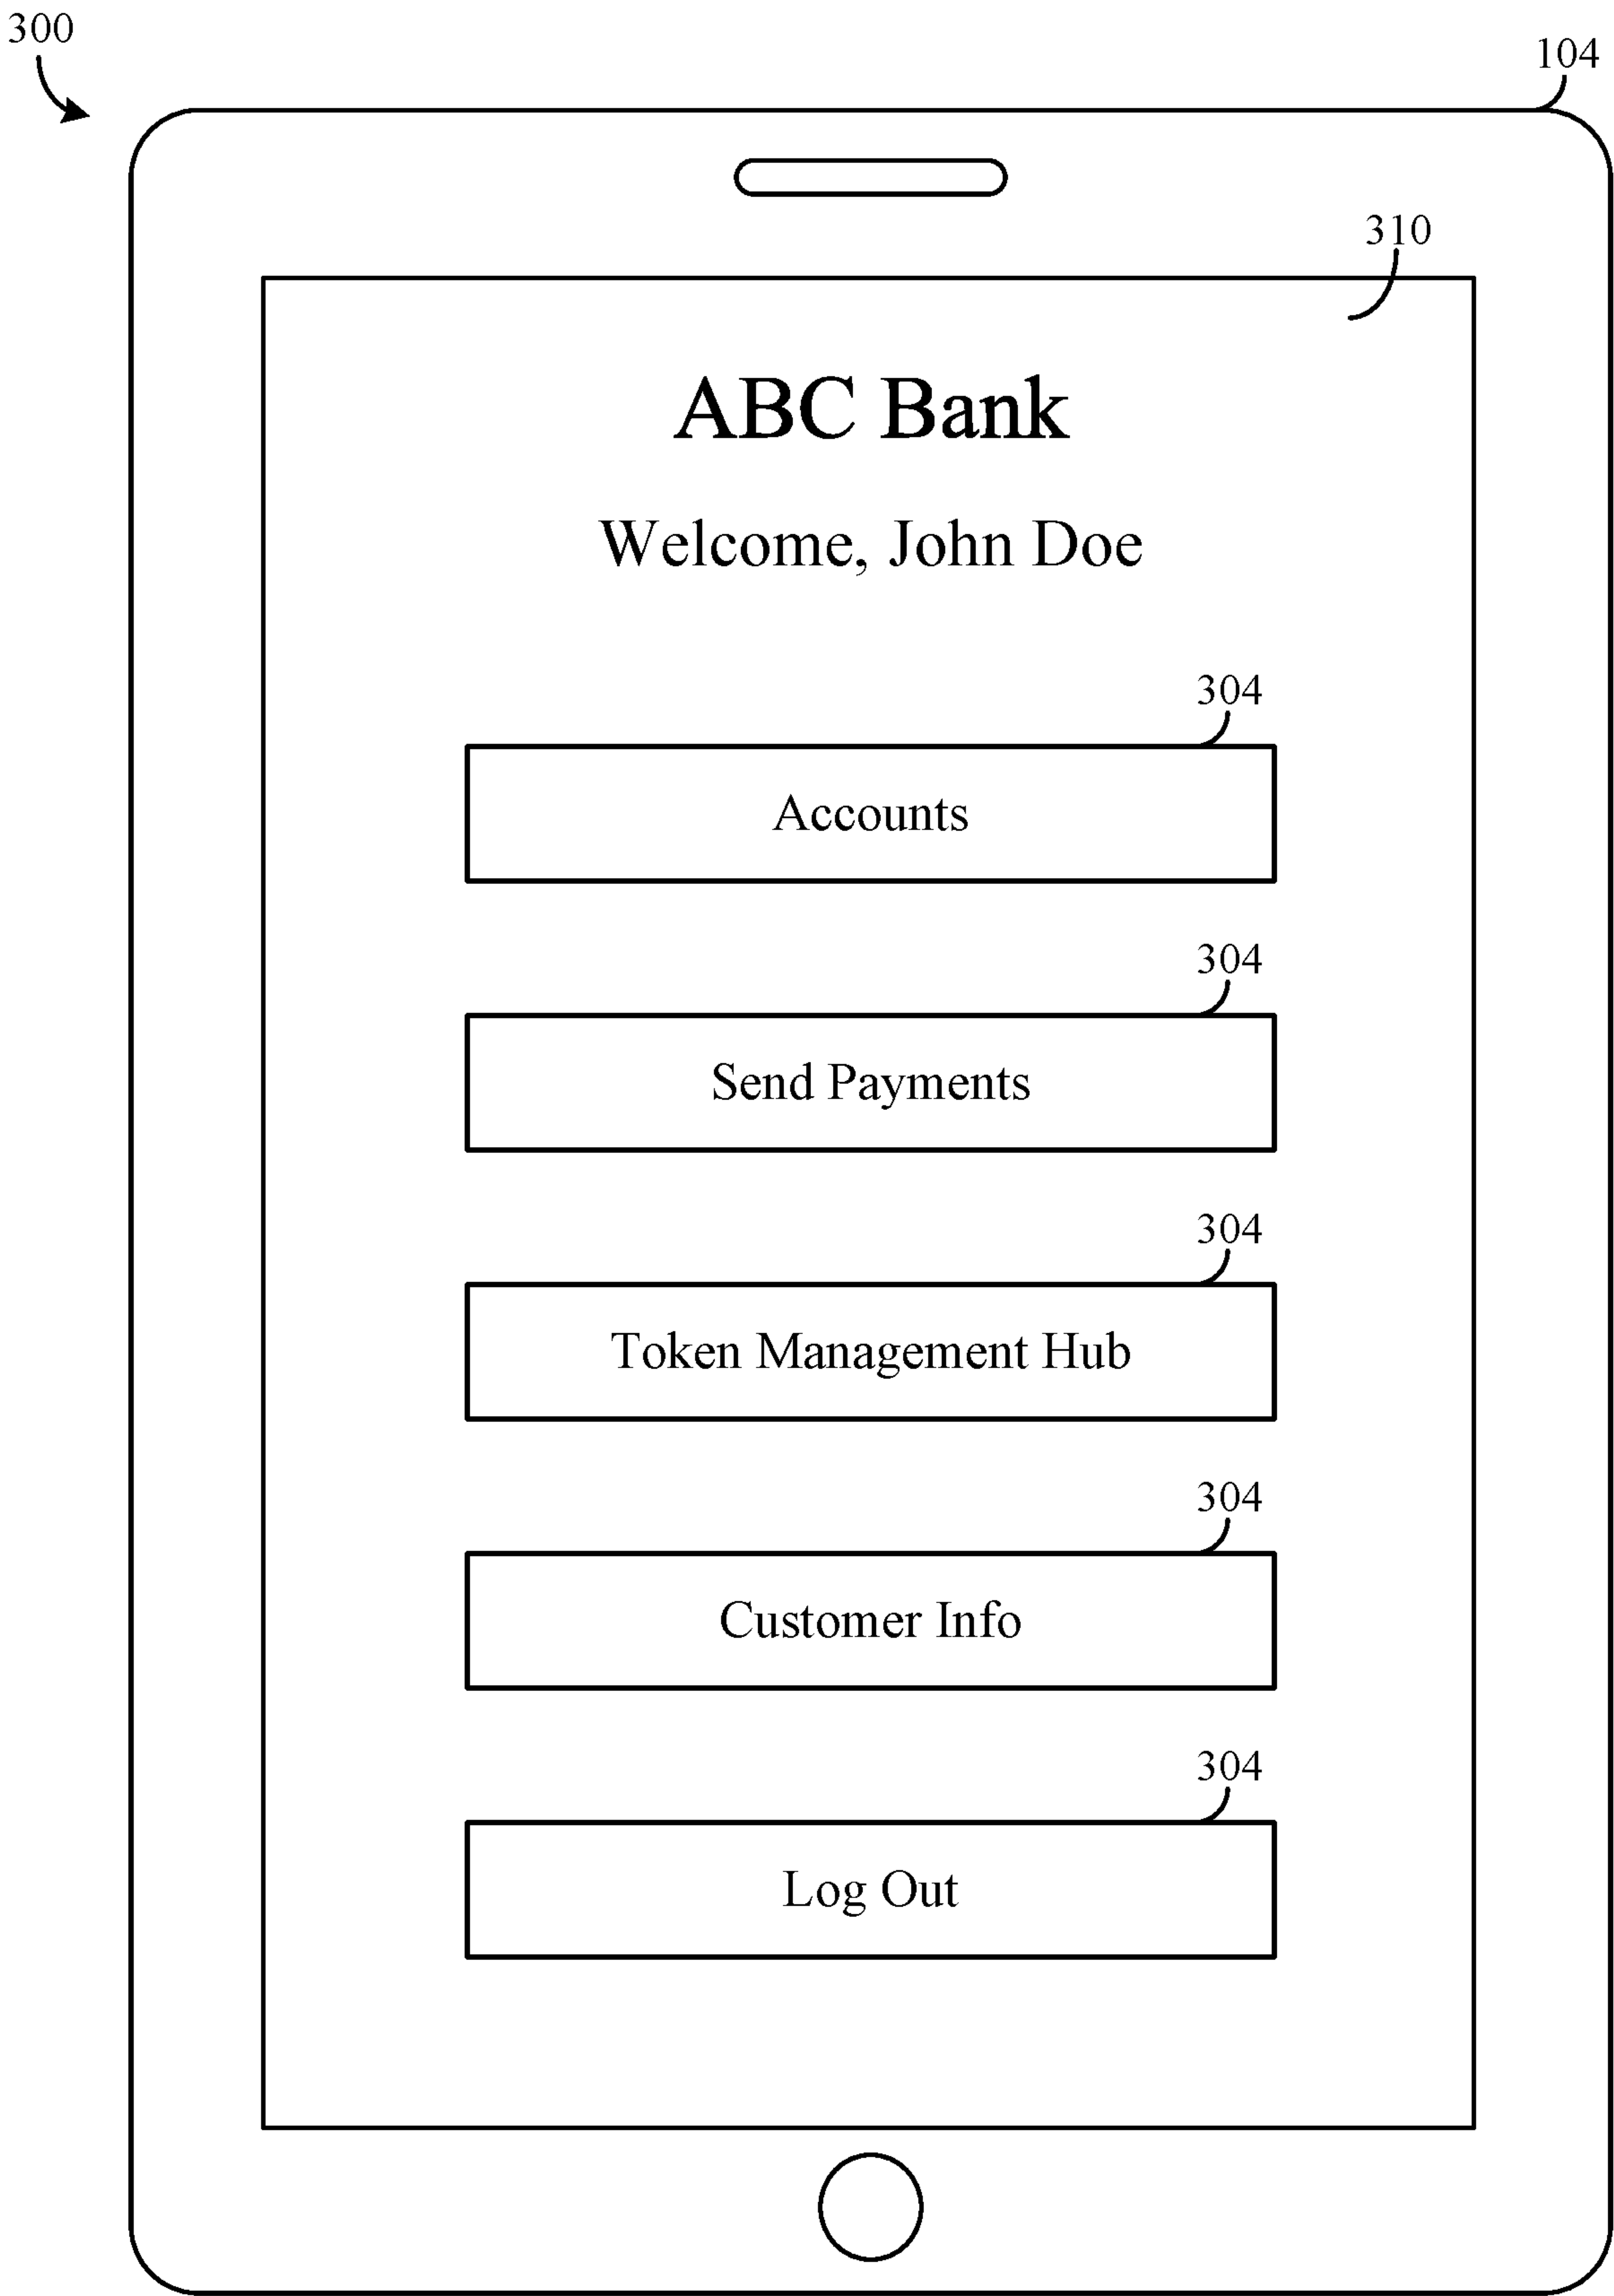 300
104
310
ABC Bank
Welcome, John Doe
304
Accounts
304
Send Payments
304
Token Management Hub
304
Customer Info
304
Log Out